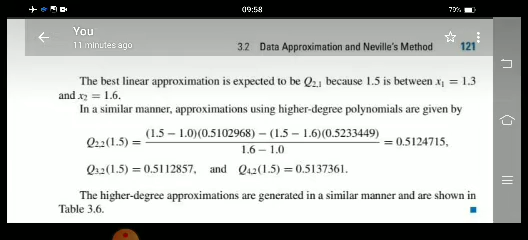 09:58
79%
You
11 minutes ago
3.2 Data Approximation and Neville's Method 121
The best linear approximation is expected to be Q₂,₁ because 1.5 is between x₁ = 1.3
and x₂ = 1.6.
In a similar manner, approximations using higher-degree polynomials are given by
Q₂,₂(1.5) = (1.5 − 1.0)(0.5102968) − (1.5 − 1.6)(0.5233449) / 1.6 − 1.0 = 0.5124715,
Q₃,₂(1.5) = 0.5112857, and Q₄,₂(1.5) = 0.5137361.
The higher-degree approximations are generated in a similar manner and are shown in
Table 3.6.